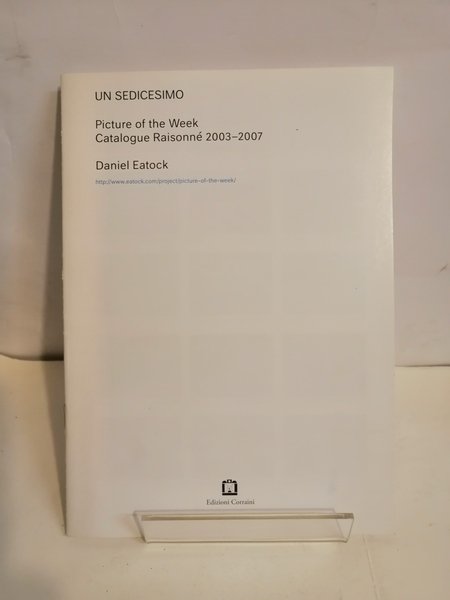 UN SEDICESIMO
Picture of the Week
Catalogue Raisonné 2003–2007
Daniel Eatock
http://www.eatock.com/project/picture-of-the-week/
Edizioni Corraini